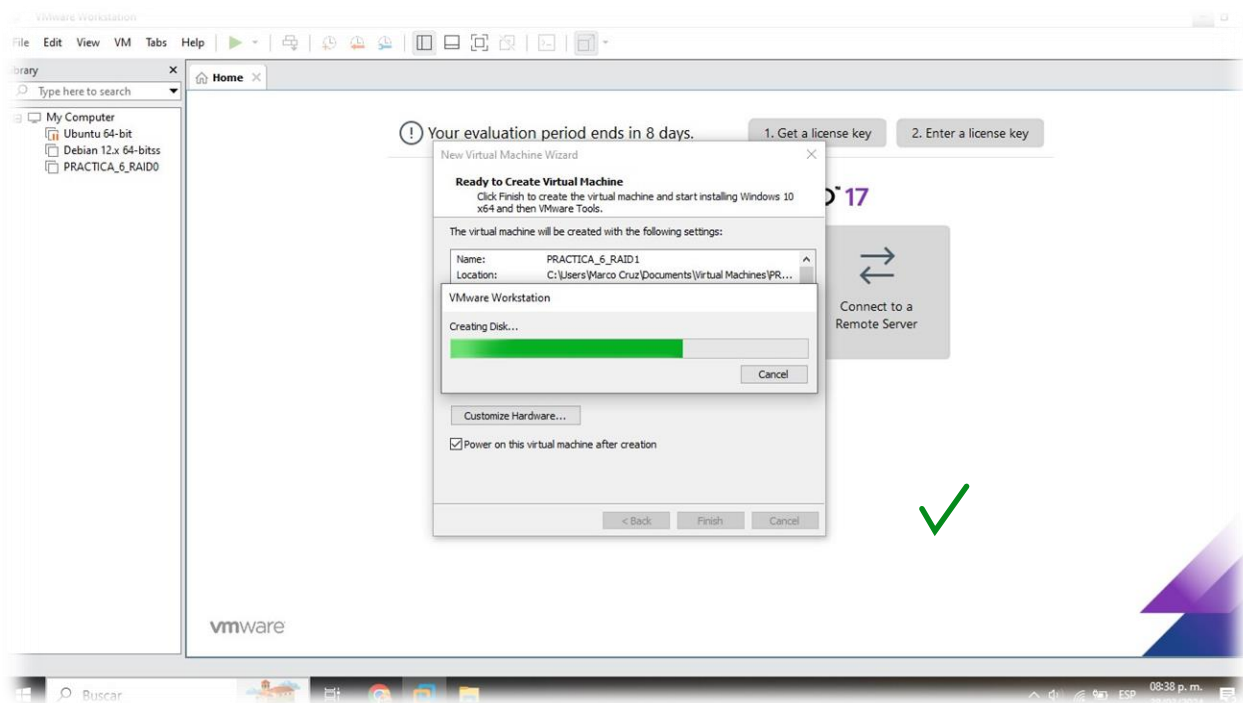 VMware Workstation
File Edit View VM Tabs Help
Library
Type here to search
Home
My Computer
Ubuntu 64-bit
Debian 12.x 64-bitss
PRACTICA_6_RAID0
Your evaluation period ends in 8 days.
1. Get a license key
2. Enter a license key
17
New Virtual Machine Wizard
Ready to Create Virtual Machine
Click Finish to create the virtual machine and start installing Windows 10
x64 and then VMware Tools.
The virtual machine will be created with the following settings:
Name: PRACTICA_6_RAID1
Location: C:\Users\Marco Cruz\Documents\Virtual Machines\PR...
VMware Workstation
Creating Disk...
Cancel
Connect to a
Remote Server
Customize Hardware...
Power on this virtual machine after creation
< Back Finish Cancel
vmware
Buscar
ESP
08:38 p. m.